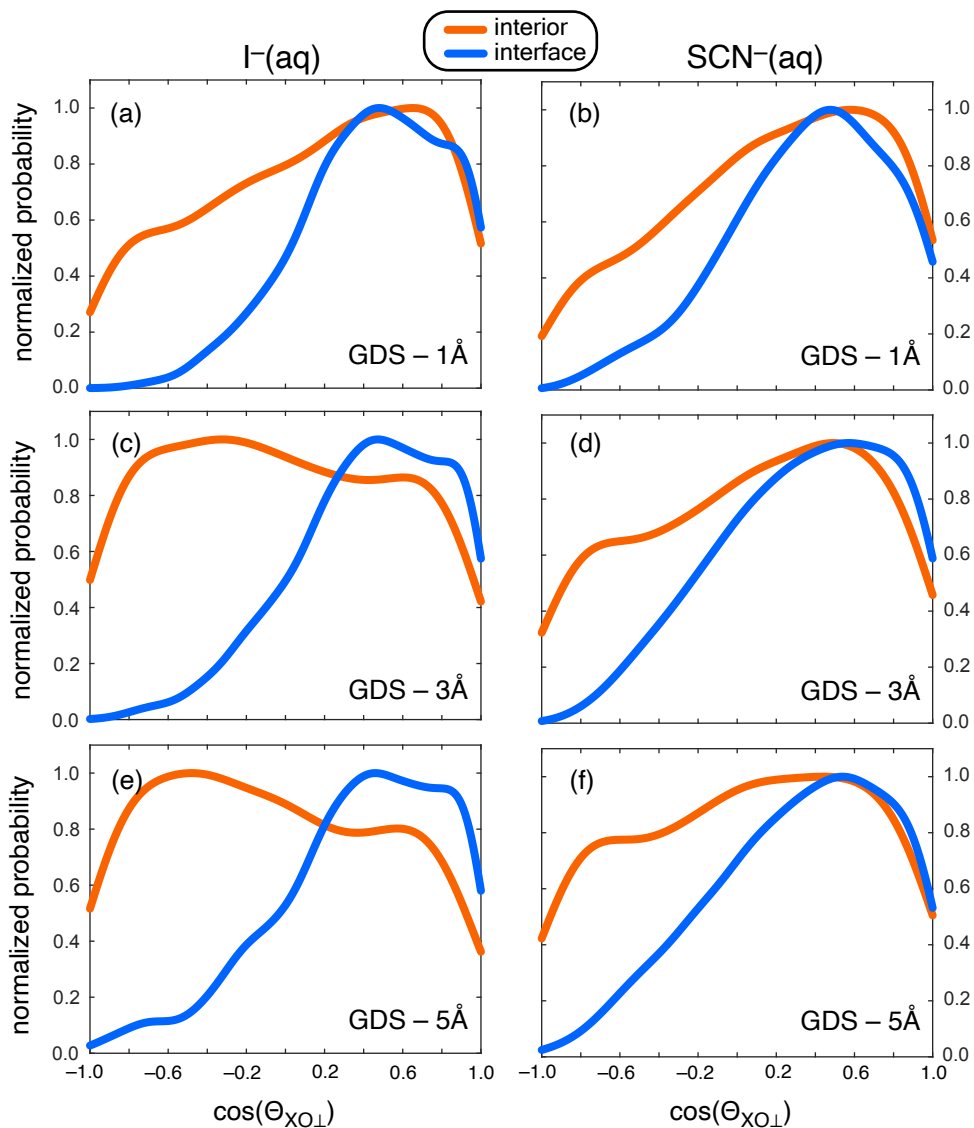 interior
interface
I–(aq)
SCN–(aq)
(a)
GDS – 1Å
normalized probability
1.0
0.8
0.6
0.4
0.2
0.0
(b)
GDS – 1Å
1.0
0.8
0.6
0.4
0.2
0.0
(c)
GDS – 3Å
normalized probability
1.0
0.8
0.6
0.4
0.2
0.0
(d)
GDS – 3Å
1.0
0.8
0.6
0.4
0.2
0.0
(e)
GDS – 5Å
normalized probability
1.0
0.8
0.6
0.4
0.2
0.0
–1.0 –0.6 –0.2 0.2 0.6 1.0
cos(ΘXO⊥)
(f)
GDS – 5Å
1.0
0.8
0.6
0.4
0.2
0.0
–1.0 –0.6 –0.2 0.2 0.6 1.0
cos(ΘXO⊥)